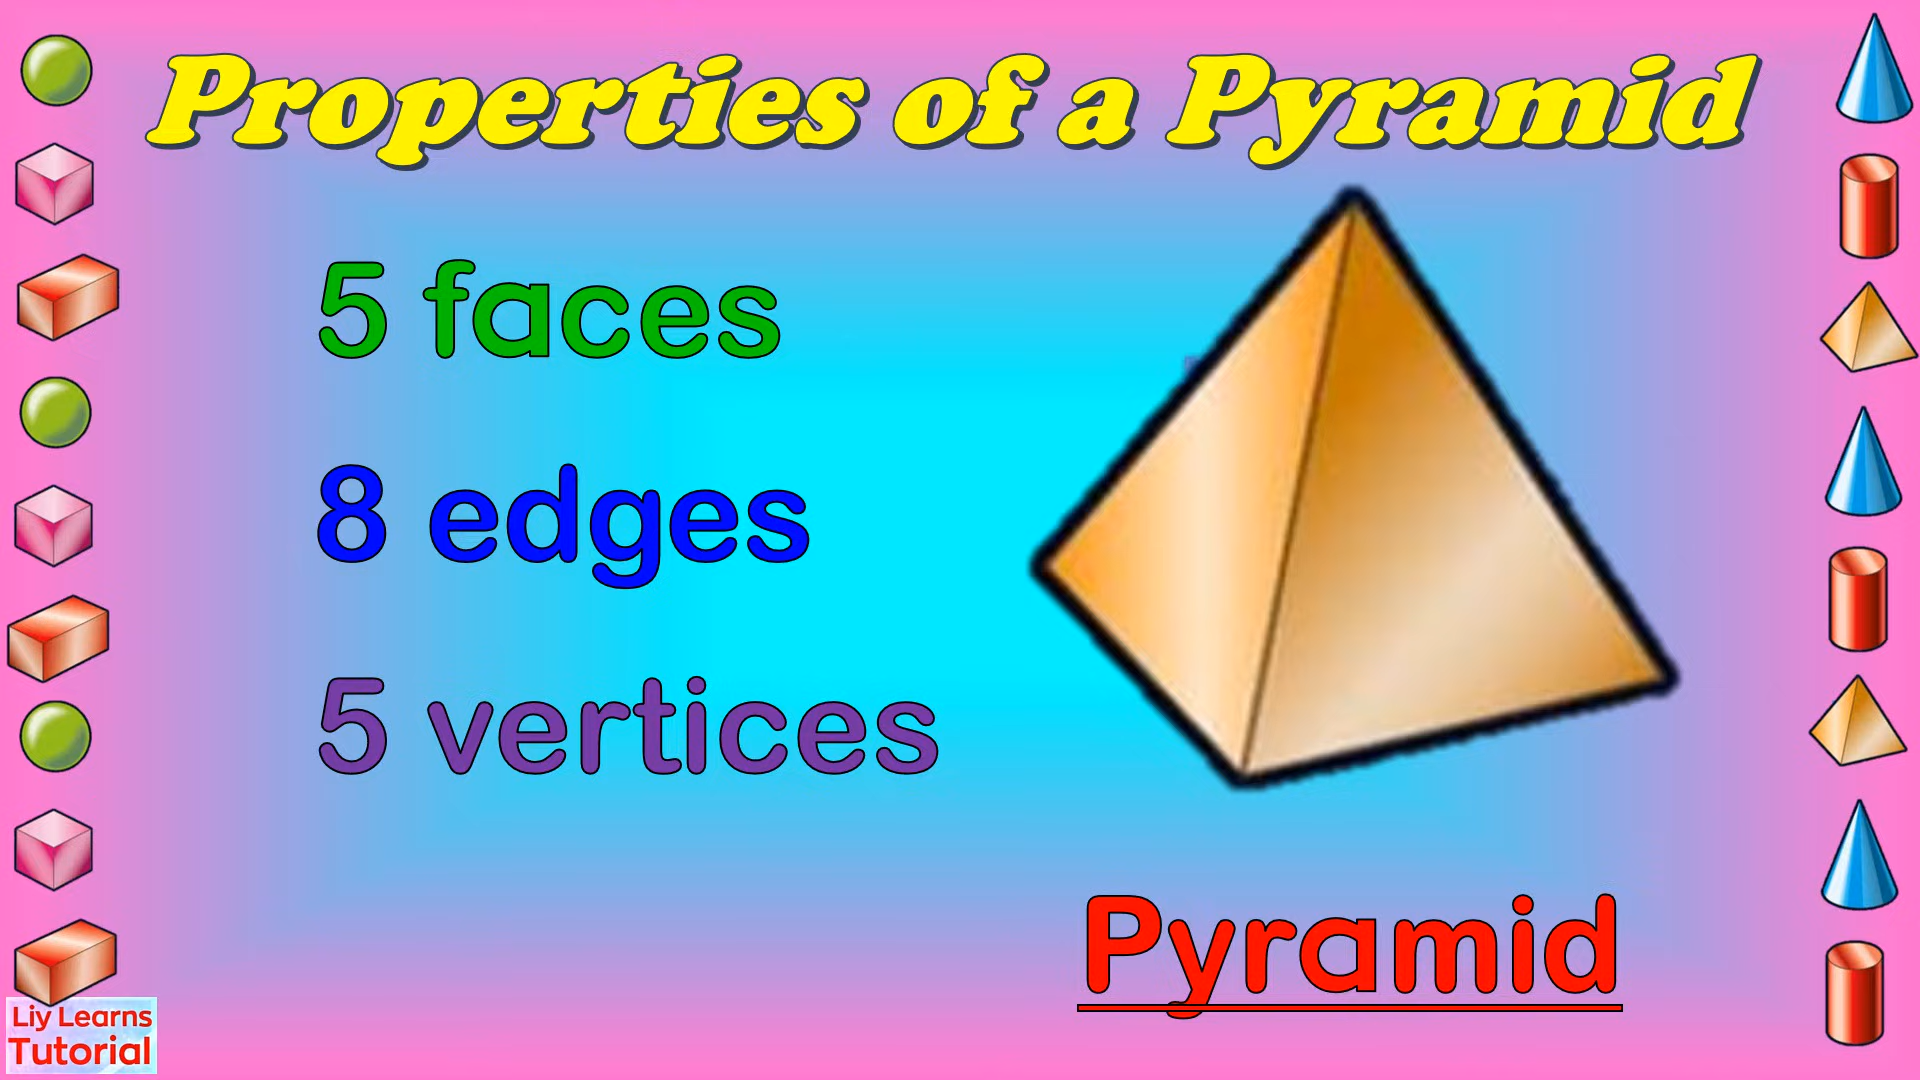 Properties of a Pyramid
5 faces
8 edges
5 vertices
Pyramid
Liy Learns
Tutorial